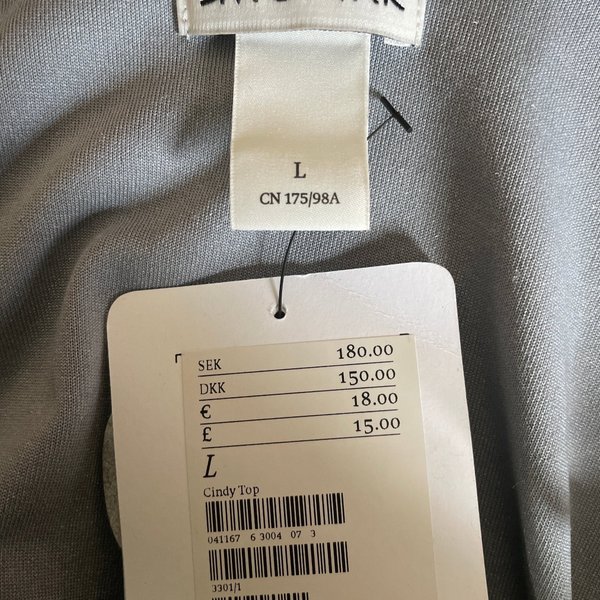 L
CN 175/98A
SEK 180.00
DKK 150.00
€ 18.00
£ 15.00
L
Cindy Top
041167 6 3004 07 3
3301/1